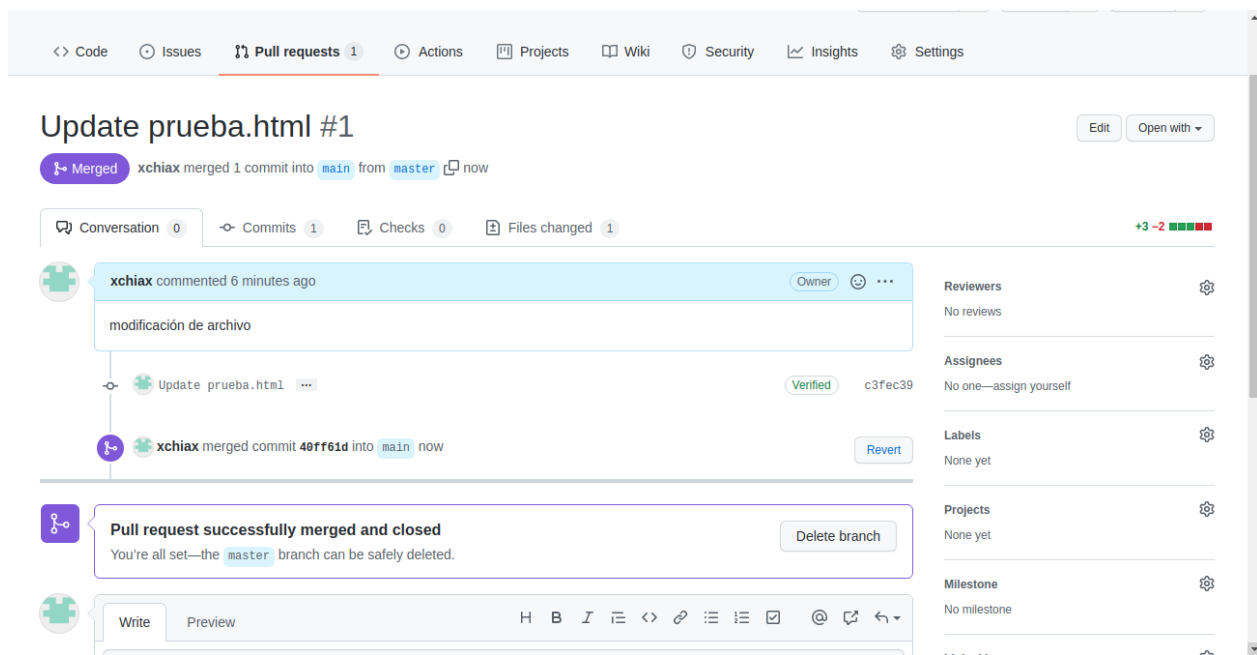 Code Issues Pull requests 1 Actions Projects Wiki Security Insights Settings
Update prueba.html #1
Edit Open with
Merged xchiax merged 1 commit into main from master now
Conversation 0 Commits 1 Checks 0 Files changed 1 +3 −2
xchiax commented 6 minutes ago Owner ...
modificación de archivo
Update prueba.html ... Verified c3fec39
xchiax merged commit 40ff61d into main now Revert
Pull request successfully merged and closed
You're all set—the master branch can be safely deleted.
Delete branch
Write Preview
Reviewers
No reviews
Assignees
No one—assign yourself
Labels
None yet
Projects
None yet
Milestone
No milestone